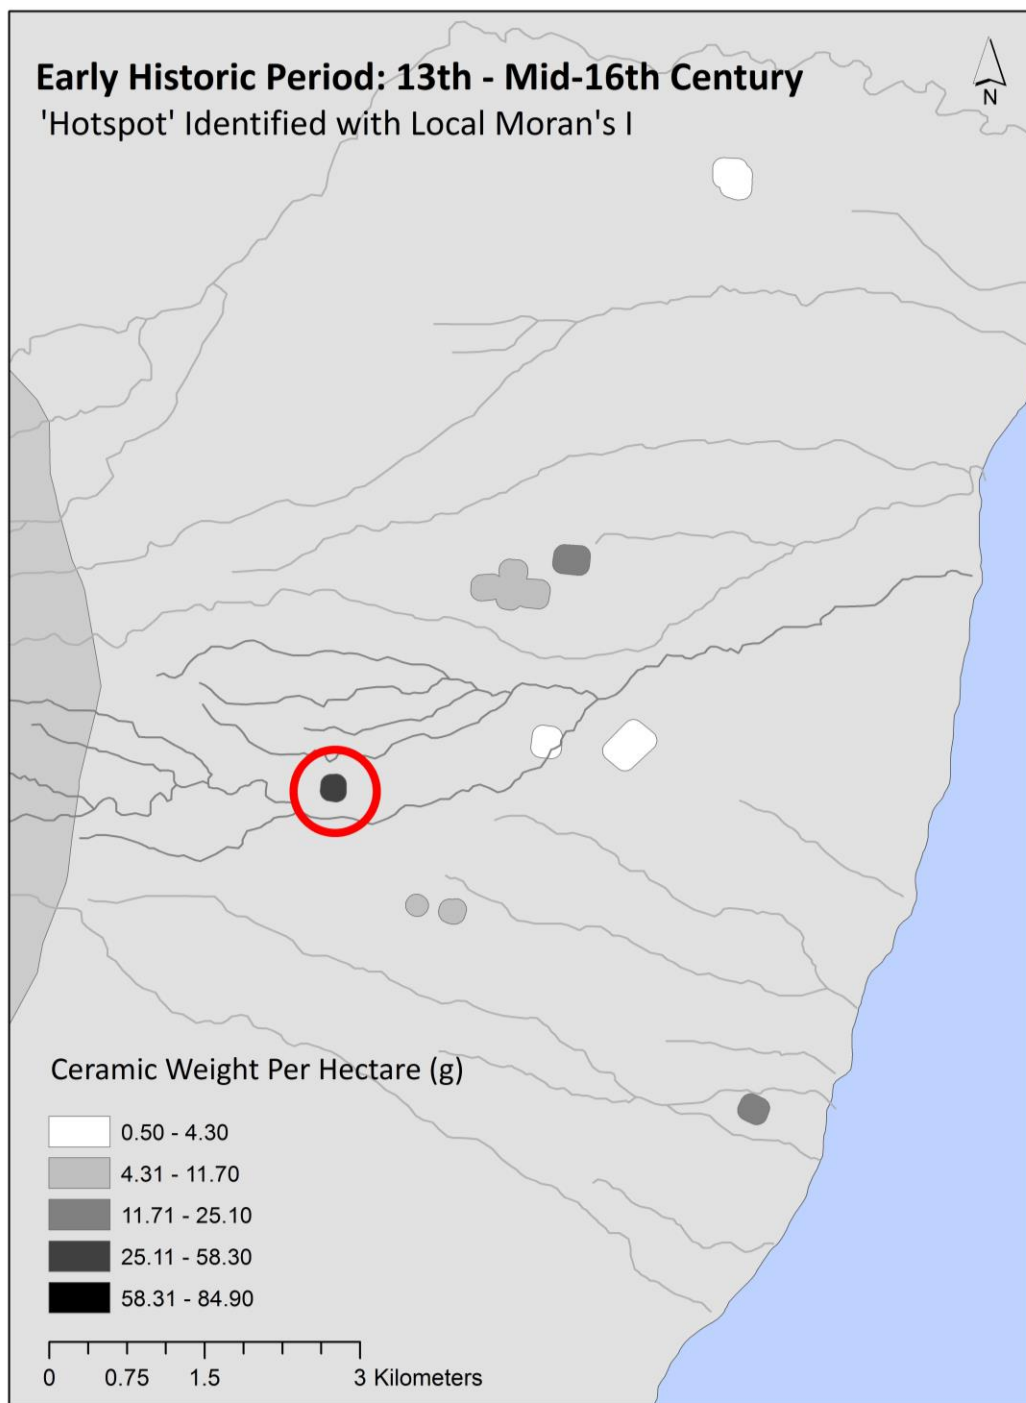 Early Historic Period: 13th - Mid-16th Century
'Hotspot' Identified with Local Moran's I
N
Ceramic Weight Per Hectare (g)
0.50 - 4.30
4.31 - 11.70
11.71 - 25.10
25.11 - 58.30
58.31 - 84.90
0 0.75 1.5 3 Kilometers